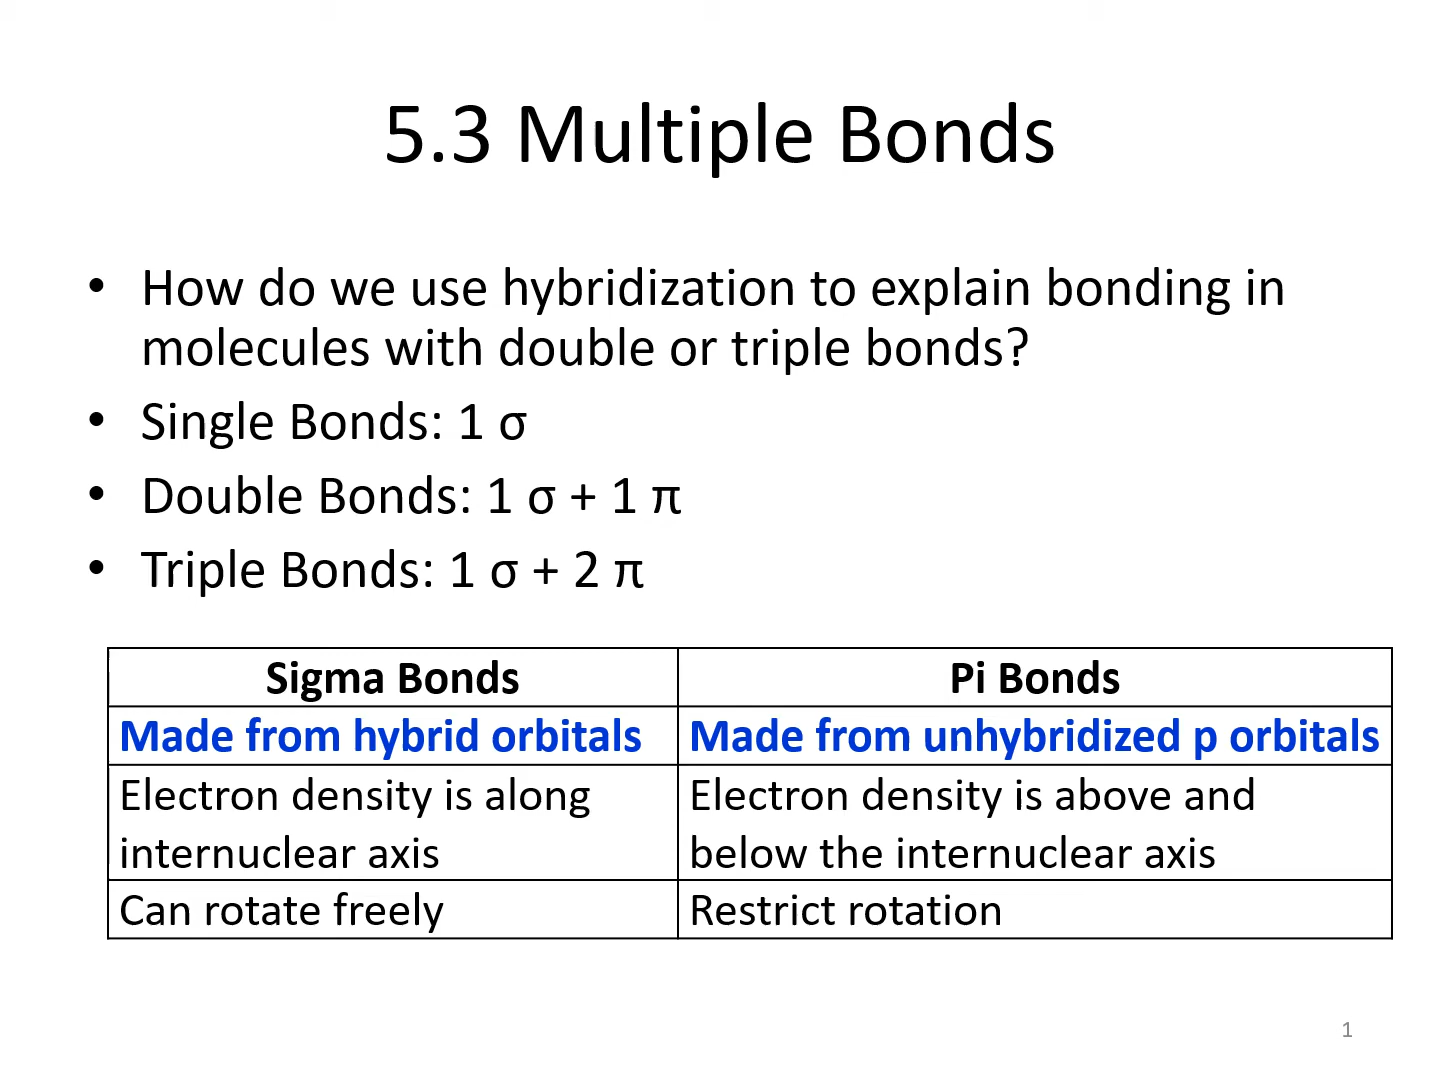 5.3 Multiple Bonds
• How do we use hybridization to explain bonding in
molecules with double or triple bonds?
• Single Bonds: 1 σ
• Double Bonds: 1 σ + 1 π
• Triple Bonds: 1 σ + 2 π
Sigma Bonds Pi Bonds
Made from hybrid orbitals Made from unhybridized p orbitals
Electron density is along
internuclear axis
Electron density is above and
below the internuclear axis
Can rotate freely Restrict rotation
1